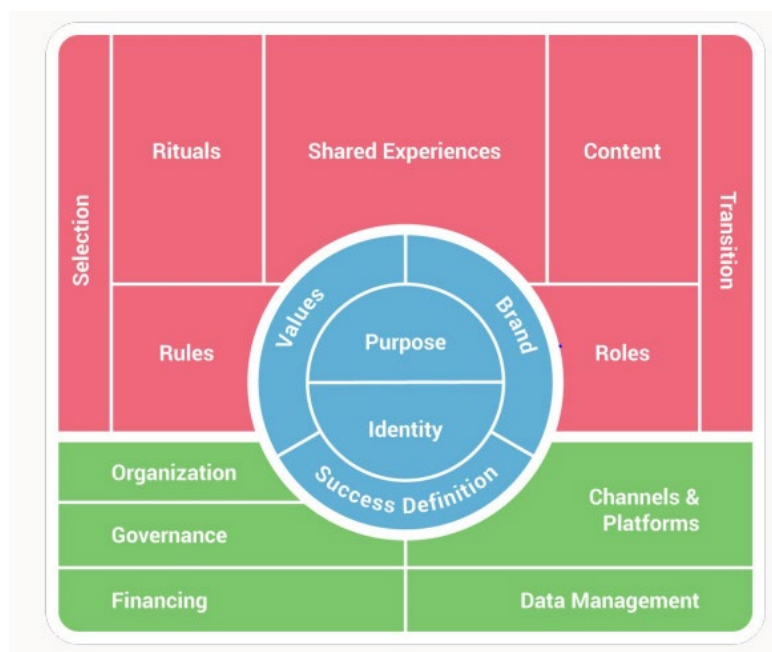 Selection
Rituals
Shared Experiences
Content
Transition
Rules
Values
Brand
Purpose
Roles
Identity
Success Definition
Organization
Governance
Financing
Channels &
Platforms
Data Management